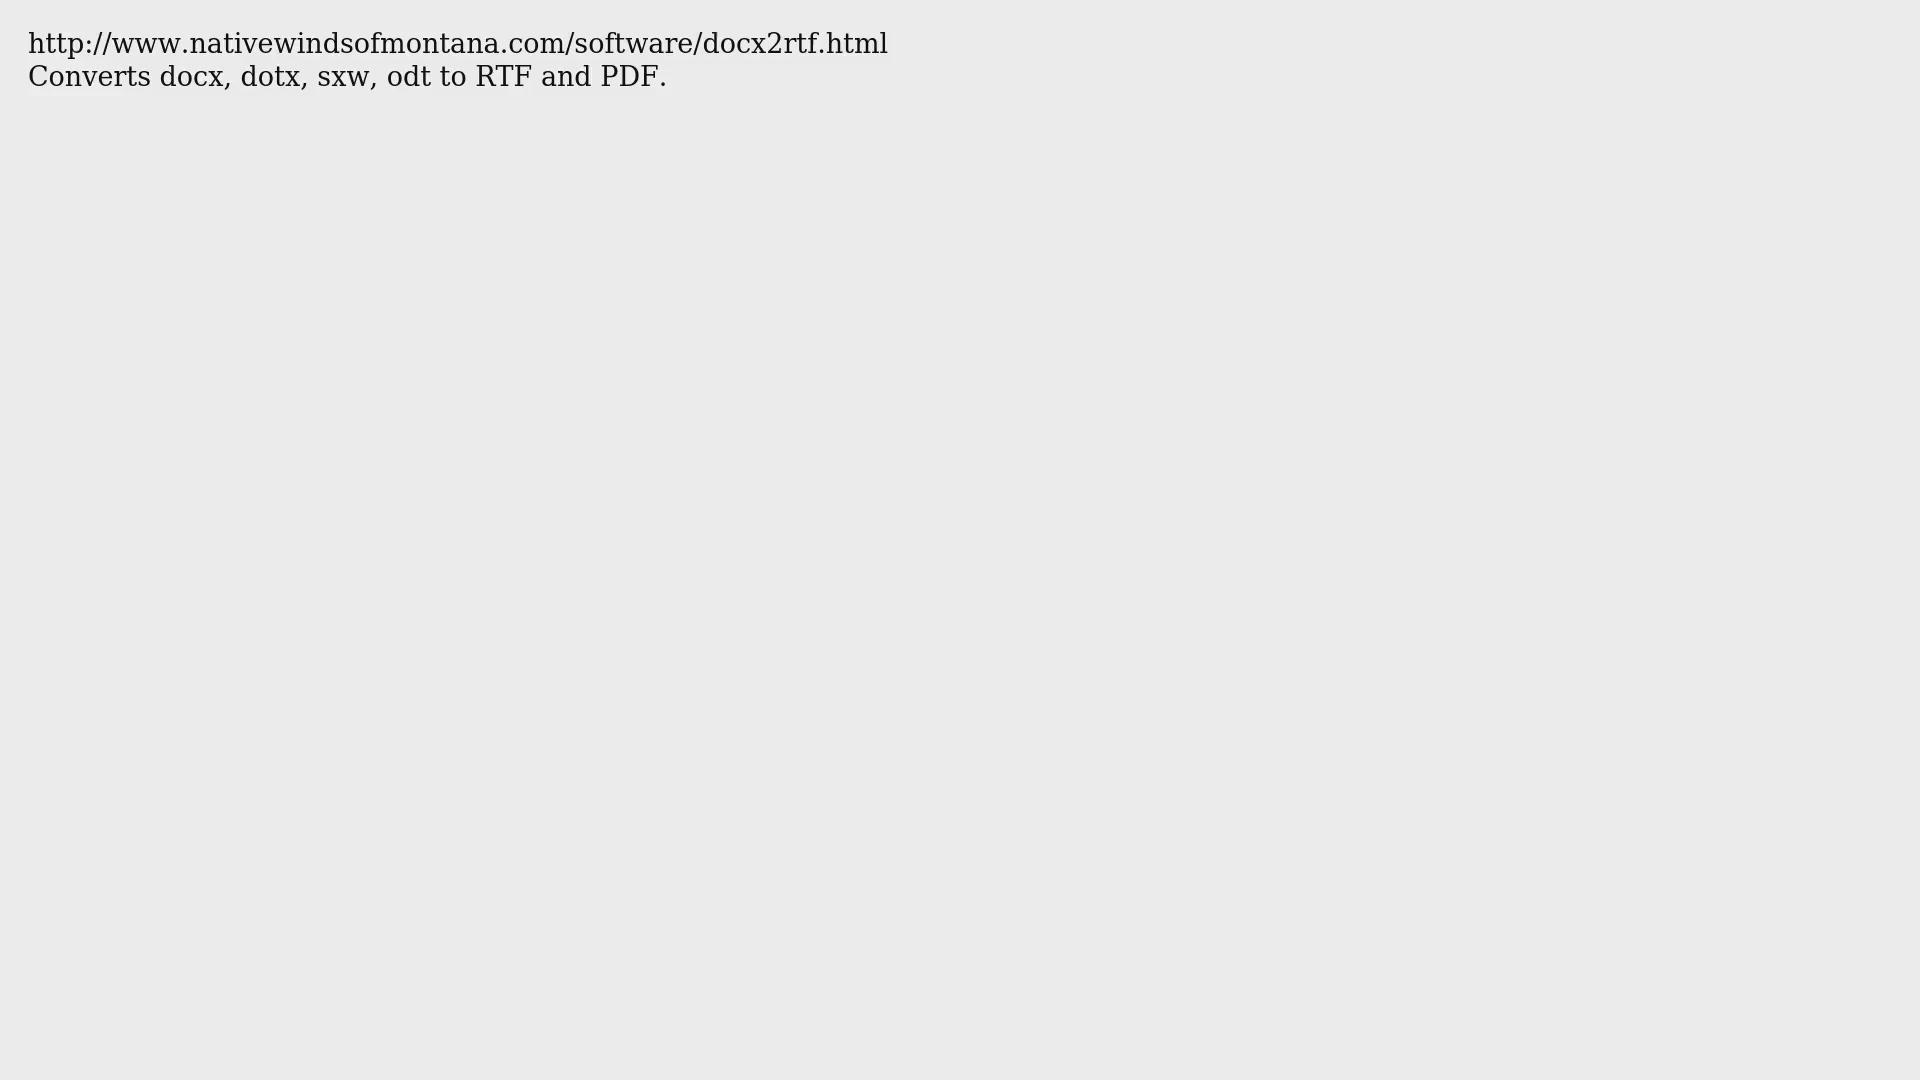 http://www.nativewindsofmontana.com/software/docx2rtf.html
Converts docx, dotx, sxw, odt to RTF and PDF.